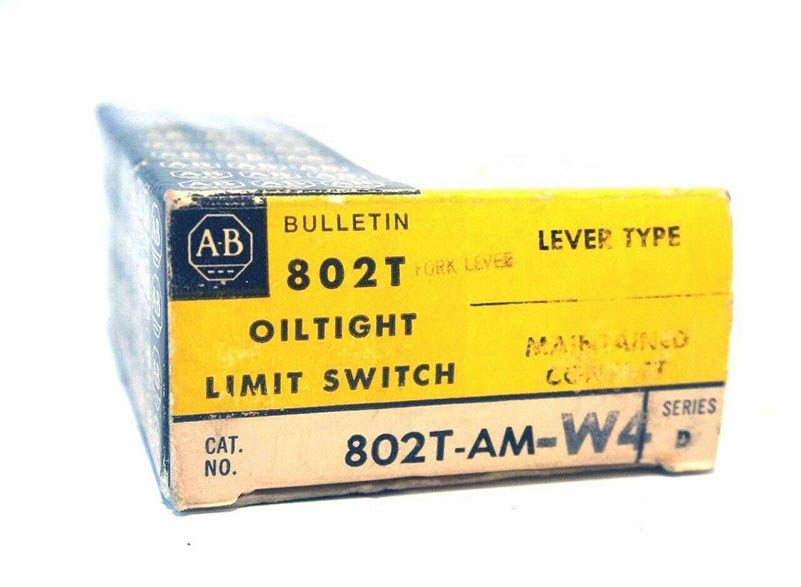 A-B
BULLETIN
802T FORK LEVER
OILTIGHT
LIMIT SWITCH
LEVER TYPE
MAINTAINED
CONTACT
CAT.
NO.
802T-AM-W4
SERIES
D